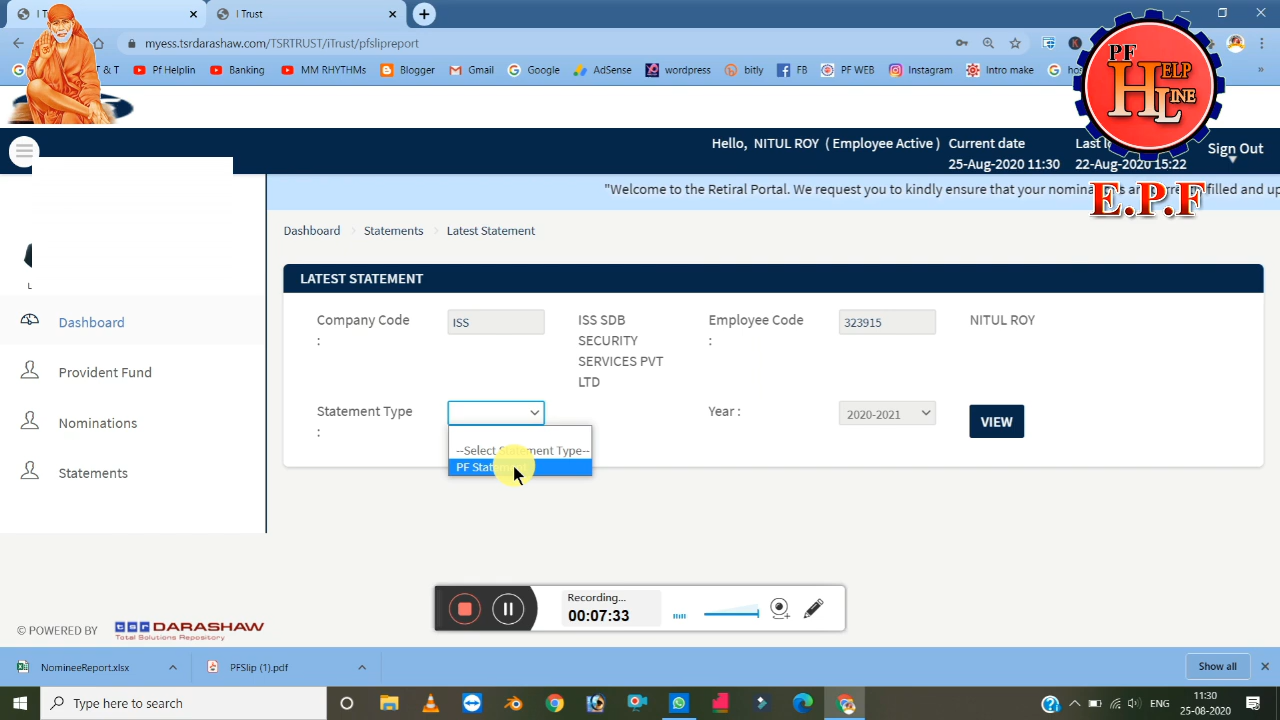 I Trust
myess.tsrdarashaw.com/TSRTRUST/iTrust/pfslipreport
T & T PF Helplin Banking MM RHYTHMs Blogger Gmail Google AdSense wordpress bitly FB PF WEB Instagram Intro make
PF
HELP
LINE
E.P.F
Hello, NITUL ROY ( Employee Active )
Current date
25-Aug-2020 11:30
22-Aug-2020 15:22
Sign Out
"Welcome to the Retiral Portal. We request you to kindly ensure that your
Dashboard Statements Latest Statement
Dashboard
Provident Fund
Nominations
Statements
LATEST STATEMENT
Company Code : ISS
ISS SDB
SECURITY
SERVICES PVT
LTD
Employee Code : 323915 NITUL ROY
Statement Type :
--Select Statement Type--
PF Statement
Year : 2020-2021 VIEW
Recording...
00:07:33
© POWERED BY TSR DARASHAW
Total Solutions Repository
NomineeReport.xlsx PFSlip (1).pdf Show all
Type here to search
ENG
11:30
25-08-2020